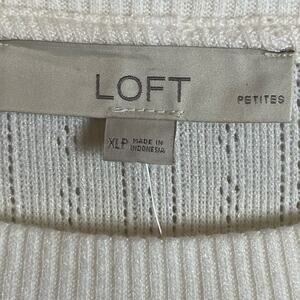 LOFT
PETITES
XLP
MADE IN
INDONESIA